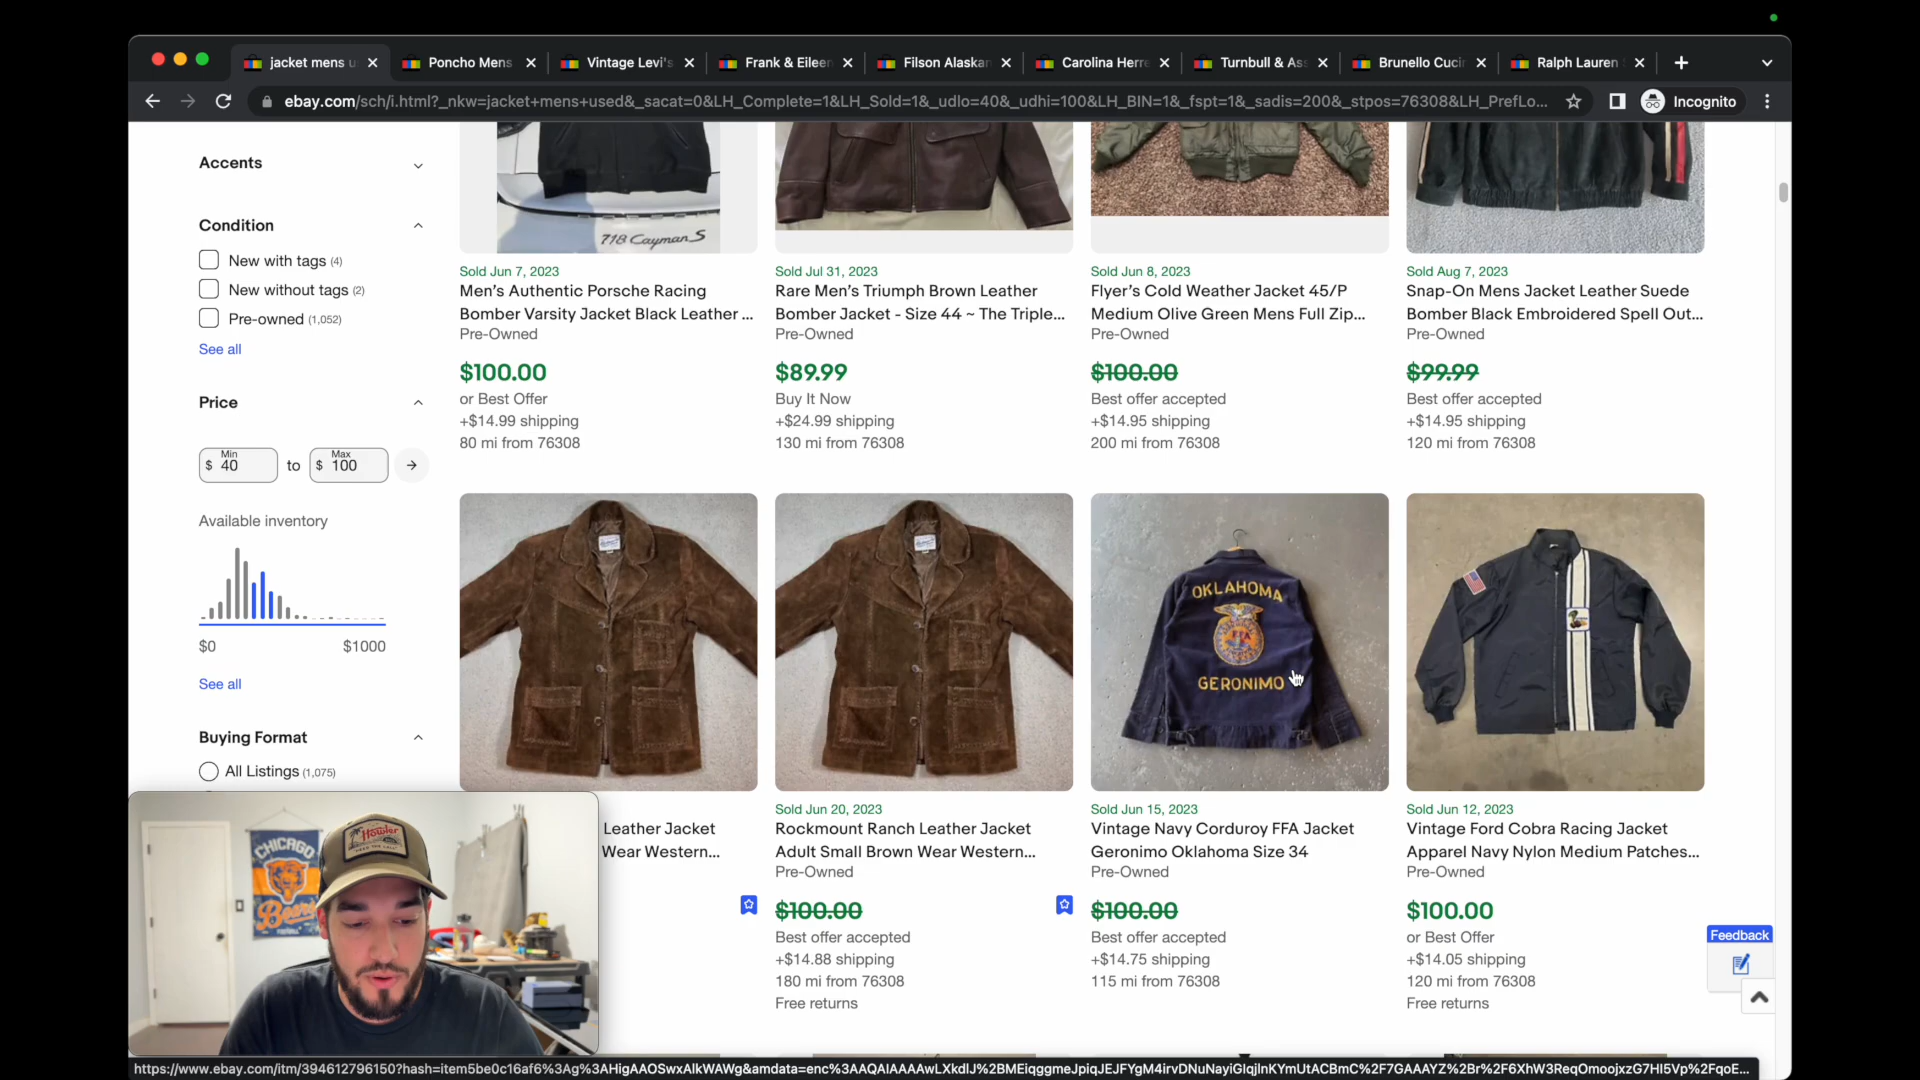 jacket mens u
Poncho Mens
Vintage Levi's
Frank & Eileen
Filson Alaskan
Carolina Herre
Turnbull & Ass
Brunello Cucin
Ralph Lauren
ebay.com/sch/i.html?_nkw=jacket+mens+used&_sacat=0&LH_Complete=1&LH_Sold=1&_udlo=40&_udhi=100&LH_BIN=1&_fspt=1&_sadis=200&_stpos=76308&LH_PrefLo...
Incognito
Accents
Condition
New with tags (4)
New without tags (2)
Pre-owned (1,052)
See all
Price
Min
$ 40
to
Max
$ 100
Available inventory
$0
$1000
See all
Buying Format
All Listings (1,075)
718 Cayman S
Sold Jun 7, 2023
Men's Authentic Porsche Racing
Bomber Varsity Jacket Black Leather ...
Pre-Owned
$100.00
or Best Offer
+$14.99 shipping
80 mi from 76308
Sold Jul 31, 2023
Rare Men's Triumph Brown Leather
Bomber Jacket - Size 44 ~ The Triple...
Pre-Owned
$89.99
Buy It Now
+$24.99 shipping
130 mi from 76308
Sold Jun 8, 2023
Flyer's Cold Weather Jacket 45/P
Medium Olive Green Mens Full Zip...
Pre-Owned
$100.00
Best offer accepted
+$14.95 shipping
200 mi from 76308
Sold Aug 7, 2023
Snap-On Mens Jacket Leather Suede
Bomber Black Embroidered Spell Out...
Pre-Owned
$99.99
Best offer accepted
+$14.95 shipping
120 mi from 76308
Leather Jacket
Wear Western...
Sold Jun 20, 2023
Rockmount Ranch Leather Jacket
Adult Small Brown Wear Western...
Pre-Owned
$100.00
Best offer accepted
+$14.88 shipping
180 mi from 76308
Free returns
OKLAHOMA
FFA
GERONIMO
Sold Jun 15, 2023
Vintage Navy Corduroy FFA Jacket
Geronimo Oklahoma Size 34
Pre-Owned
$100.00
Best offer accepted
+$14.75 shipping
115 mi from 76308
Sold Jun 12, 2023
Vintage Ford Cobra Racing Jacket
Apparel Navy Nylon Medium Patches...
Pre-Owned
$100.00
or Best Offer
+$14.05 shipping
120 mi from 76308
Free returns
Feedback
CHICAGO
Bears
Howler